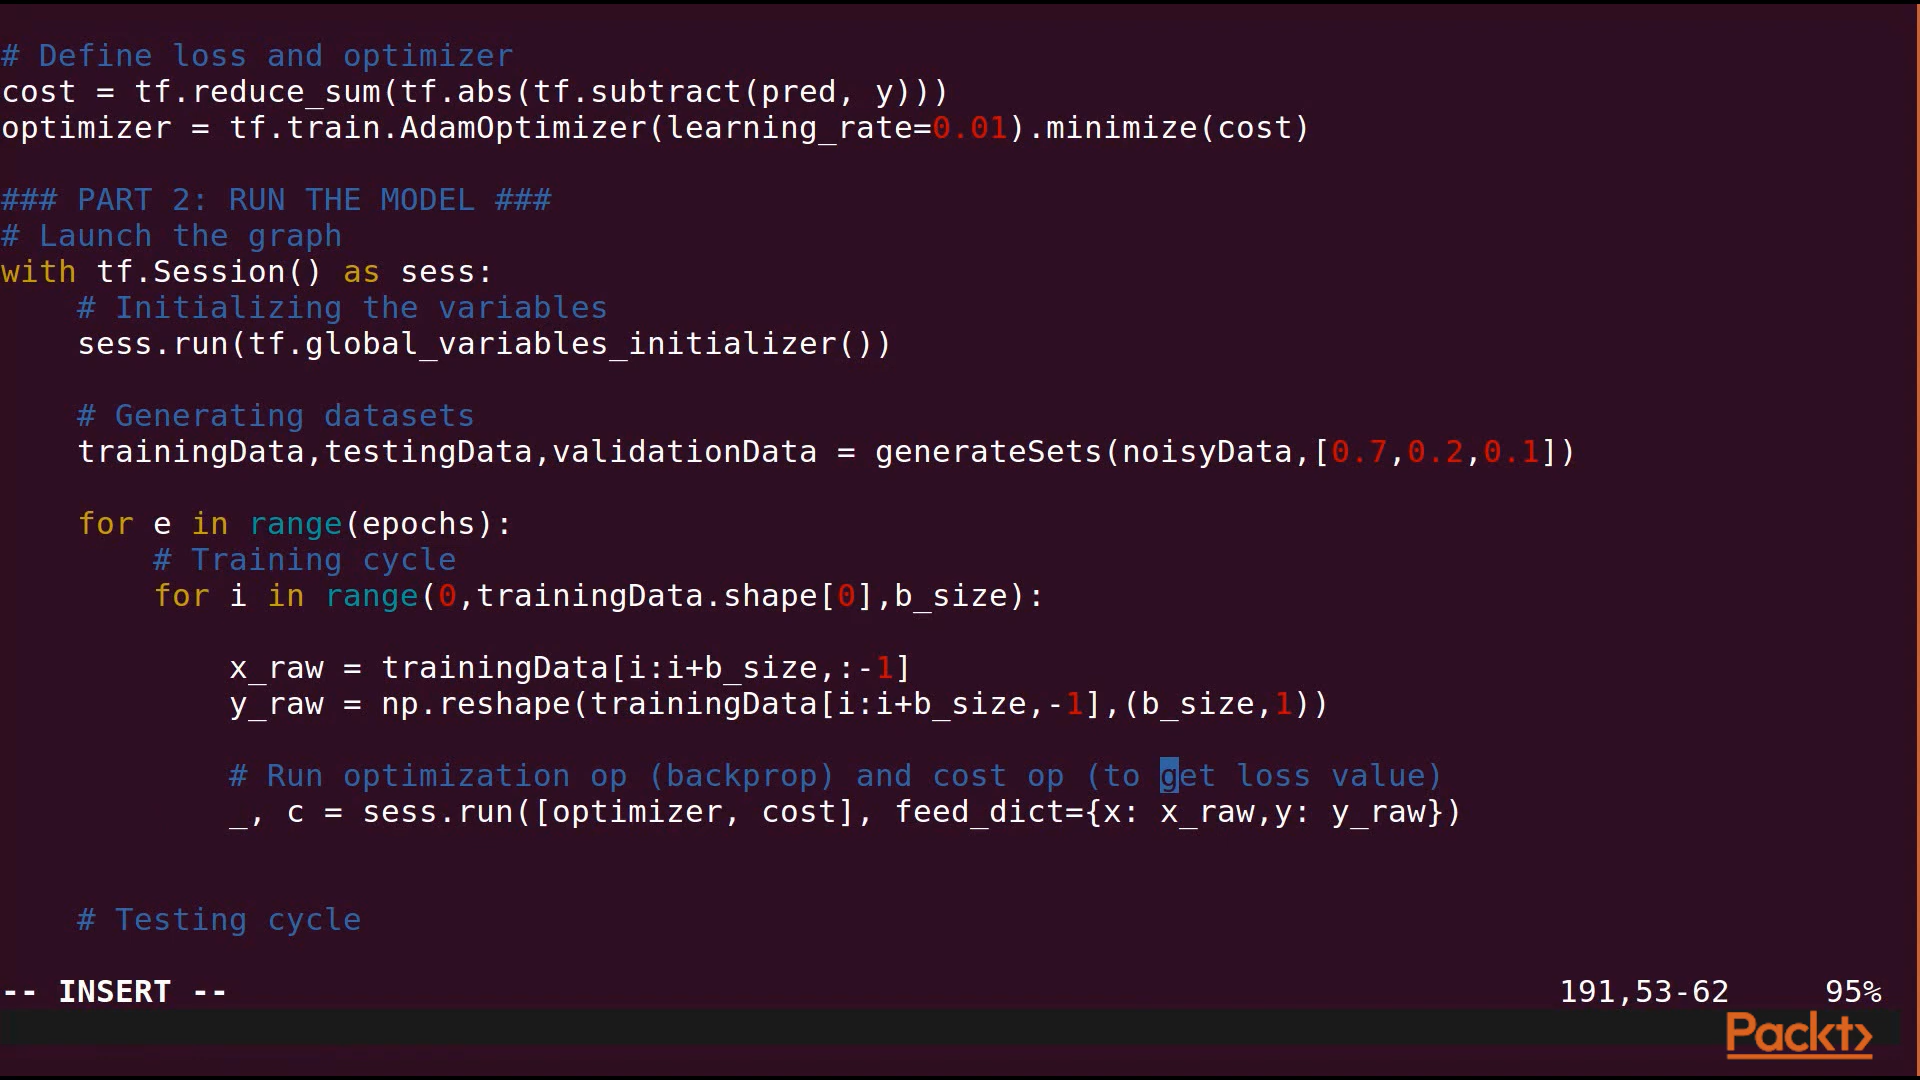 # Define loss and optimizer
cost = tf.reduce_sum(tf.abs(tf.subtract(pred, y)))
optimizer = tf.train.AdamOptimizer(learning_rate=0.01).minimize(cost)
### PART 2: RUN THE MODEL ###
# Launch the graph
with tf.Session() as sess:
    # Initializing the variables
    sess.run(tf.global_variables_initializer())
    # Generating datasets
    trainingData,testingData,validationData = generateSets(noisyData,[0.7,0.2,0.1])
    for e in range(epochs):
        # Training cycle
        for i in range(0,trainingData.shape[0],b_size):
            x_raw = trainingData[i:i+b_size,:-1]
            y_raw = np.reshape(trainingData[i:i+b_size,-1],(b_size,1))
            # Run optimization op (backprop) and cost op (to get loss value)
            _, c = sess.run([optimizer, cost], feed_dict={x: x_raw,y: y_raw})
    # Testing cycle
-- INSERT -- 191,53-62 95%
Packt>